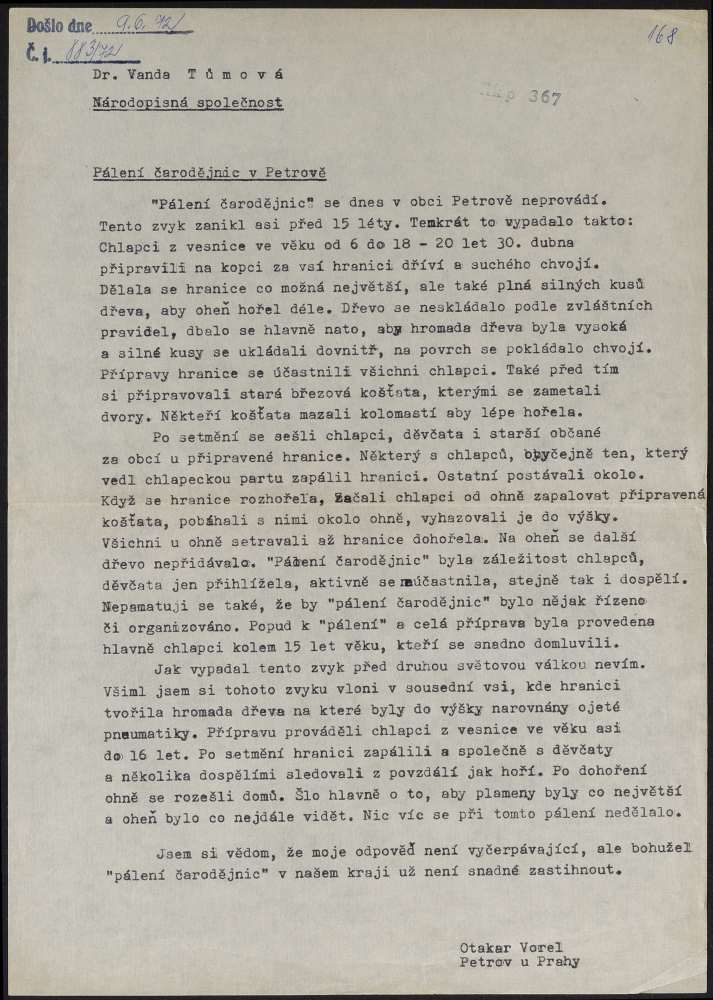 Došlo dne 9.6.72
Č. j. 883/72
168
Dr. Vanda T ů m o v á
367
Národopisná společnost
Pálení čarodějnic v Petrově
"Pálení čarodějnic" se dnes v obci Petrově neprovádí.
Tento zvyk zanikl asi před 15 léty. Temkrát to vypadalo takto:
Chlapci z vesnice ve věku od 6 do 18 - 20 let 30. dubna
připravili na kopci za vsí hranici dříví a suchého chvojí.
Dělala se hranice co možná největší, ale také plná silných kusů
dřeva, aby oheň hořel déle. Dřevo se neskládalo podle zvláštních
pravidel, dbalo se hlavně nato, aby hromada dřeva byla vysoká
a silné kusy se ukládali dovnitř, na povrch se pokládalo chvojí.
Přípravy hranice se účastnili všichni chlapci. Také před tím
si připravovali stará březová košťata, kterými se zametali
dvory. Někteří košťata mazali kolomastí aby lépe hořela.
Po setmění se sešli chlapci, děvčata i starší občané
za obcí u připravené hranice. Některý s chlapců, obyčejně ten, který
vedl chlapeckou partu zapálil hranici. Ostatní postávali okolo.
Když se hranice rozhořela, začali chlapci od ohně zapalovat připravená
košťata, pobáhali s nimi okolo ohně, vyhazovali je do výšky.
Všichni u ohně setravali až hranice dohořela. Na oheň se další
dřevo nepřidávalo. "Pálení čarodějnic" byla záležitost chlapců,
děvčata jen přihlížela, aktivně se neúčastnila, stejně tak i dospělí.
Nepamatuji se také, že by "pálení čarodějnic" bylo nějak řízeno
či organizováno. Popud k "pálení" a celá příprava byla provedena
hlavně chlapci kolem 15 let věku, kteří se snadno domluvili.
Jak vypadal tento zvyk před druhou světovou válkou nevím.
Všiml jsem si tohoto zvyku vloni v sousední vsi, kde hranici
tvořila hromada dřeva na které byly do výšky narovnány ojeté
pneumatiky. Přípravu prováděli chlapci z vesnice ve věku asi
do 16 let. Po setmění hranici zapálili a společně s děvčaty
a několika dospělími sledovali z povzdálí jak hoří. Po dohoření
ohně se rozešli domů. Šlo hlavně o to, aby plameny byly co největší
a oheň bylo co nejdále vidět. Nic víc se při tomto pálení nedělalo.
Jsem si vědom, že moje odpověď není vyčerpávající, ale bohužel
"pálení čarodějnic" v našem kraji už není snadné zastihnout.
Otakar Vorel
Petrov u Prahy